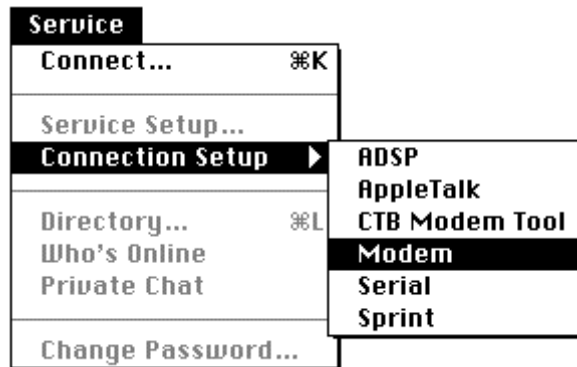 Service
Connect... ⌘K
Service Setup...
Connection Setup
ADSP
AppleTalk
CTB Modem Tool
Modem
Serial
Sprint
Directory... ⌘L
Who's Online
Private Chat
Change Password...